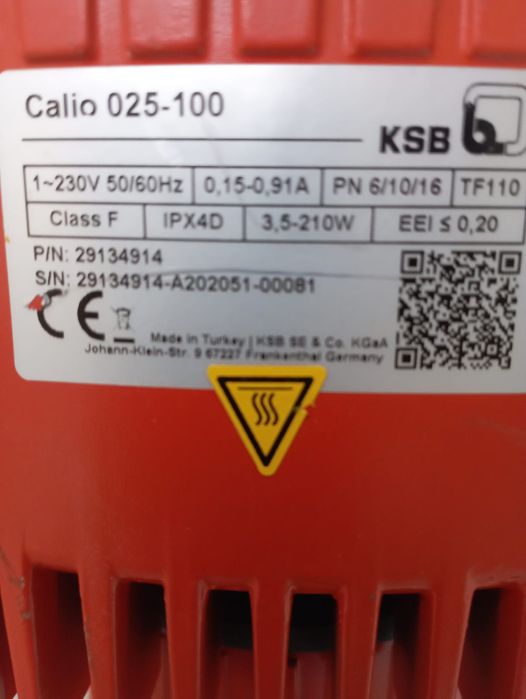 Calio 025-100
KSB
1~230V 50/60Hz 0,15-0,91A PN 6/10/16 TF110
Class F IPX4D 3,5-210W EEI ≤ 0,20
P/N: 29134914
S/N: 29134914-A202051-00081
CE
Made in Turkey | KSB SE & Co. KGaA
Johann-Klein-Str. 9 67227 Frankenthal Germany